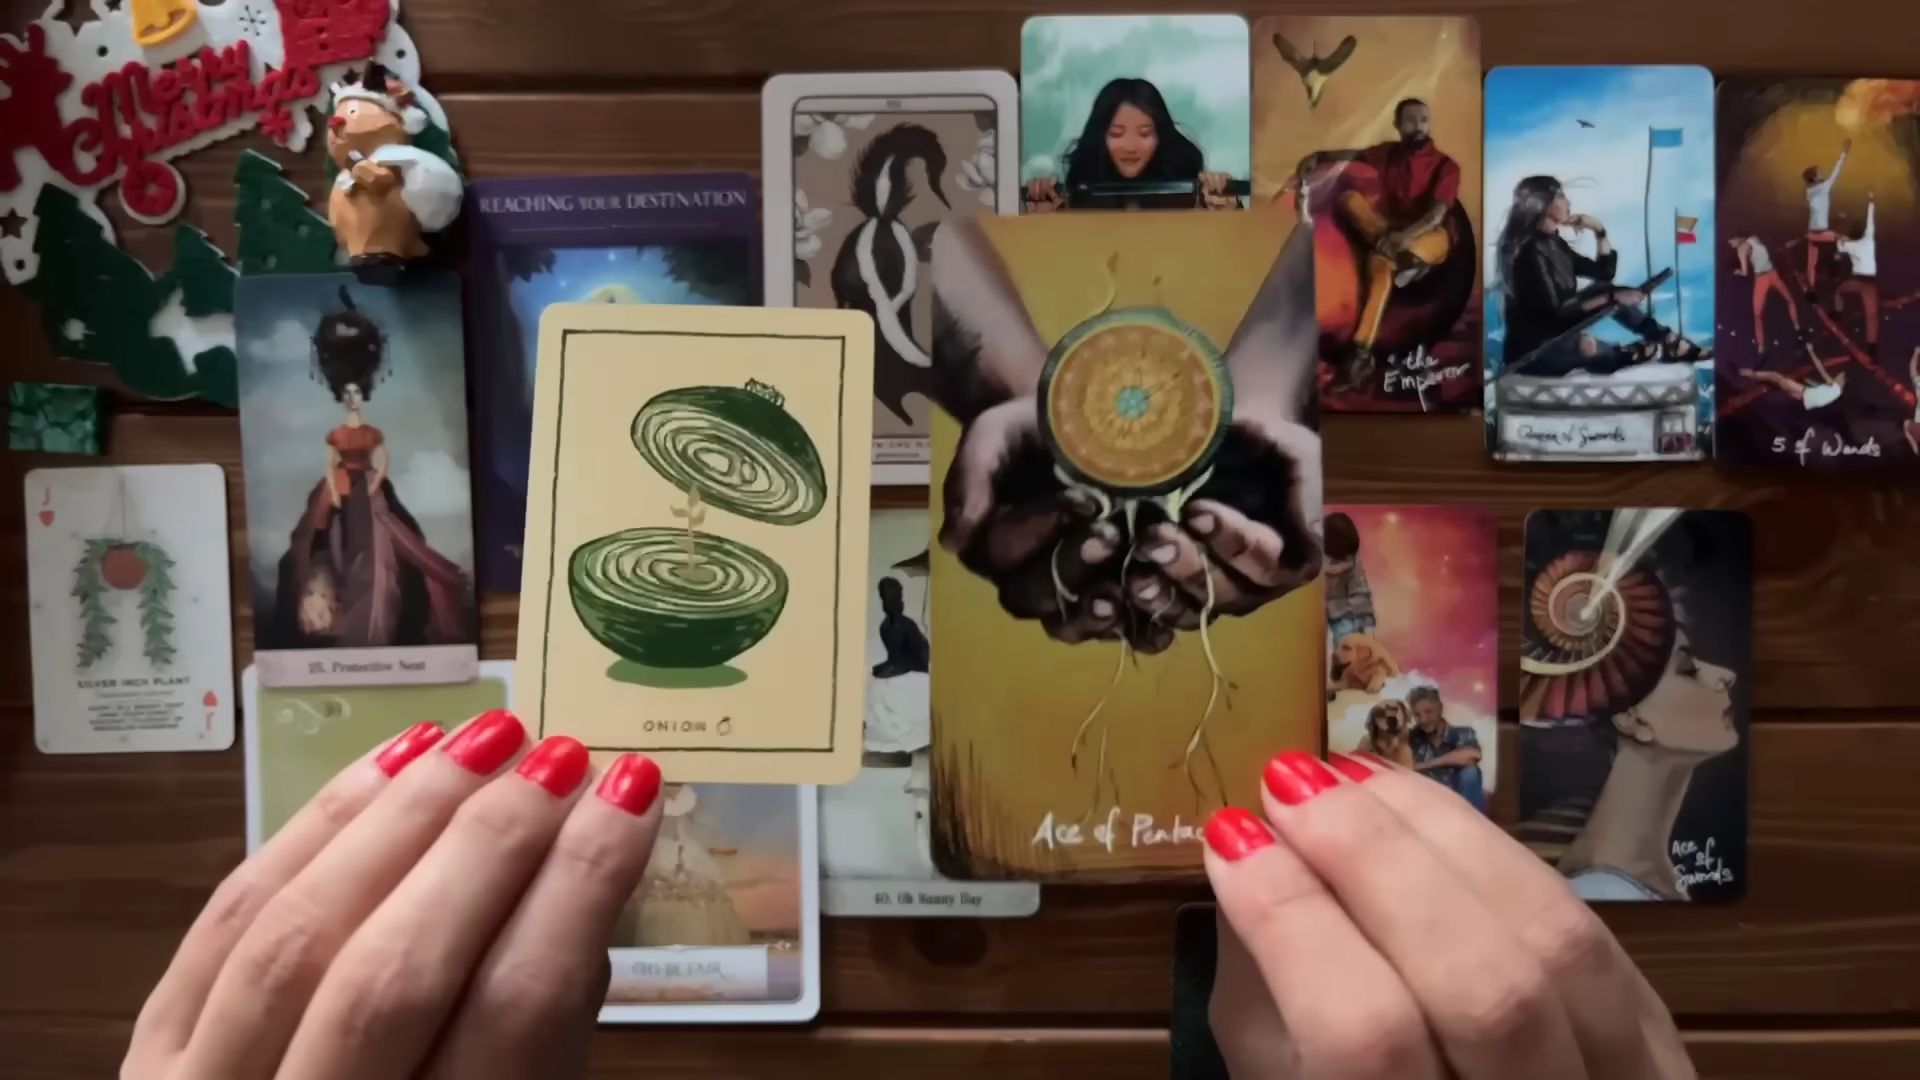 Merry
Christmas
REACHING YOUR DESTINATION
"the
Emperor
Queen of Swords
5 of Wands
J
SILVER INCH PLANT
J
25. Protective Nest
ONION
Ace of Pentac
40. Oh Sunny Day
Ace
of
Swords